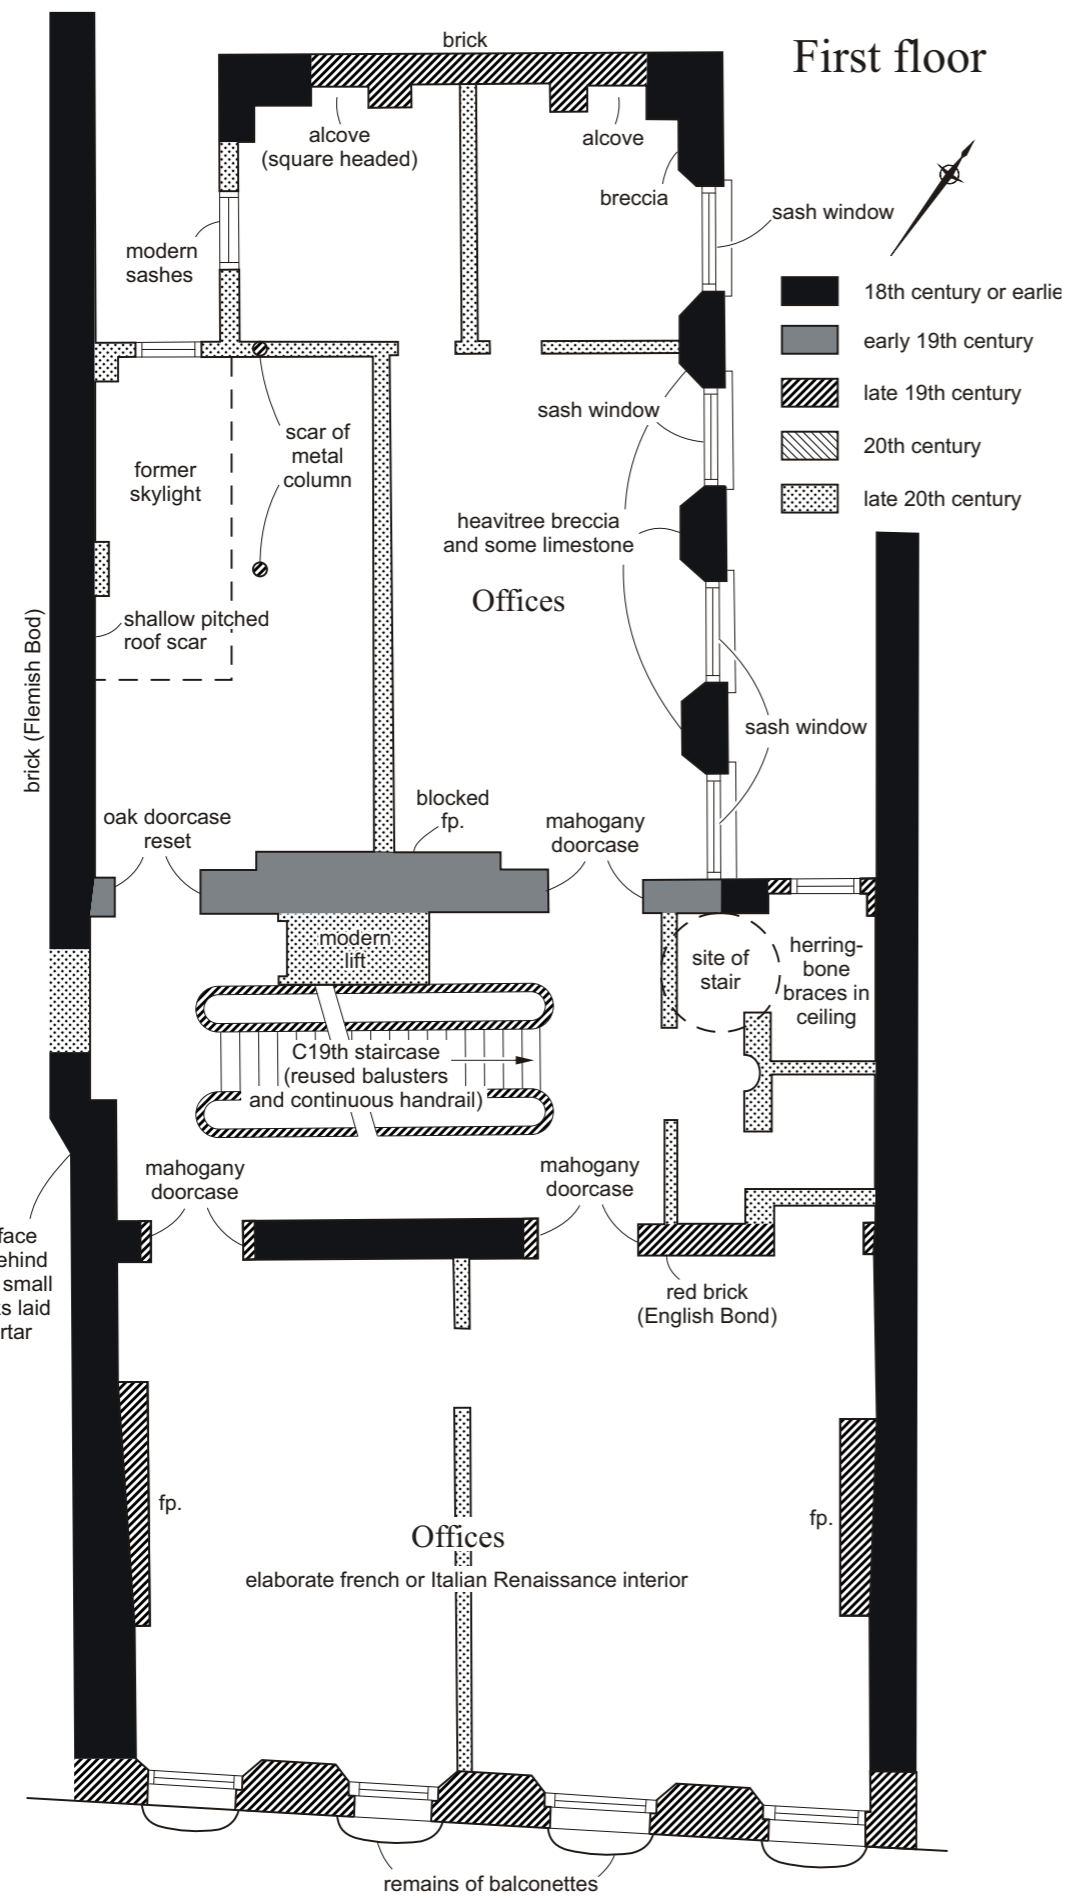 First floor
brick
alcove
(square headed)
alcove
breccia
sash window
modern
sashes
18th century or earlie
early 19th century
late 19th century
20th century
late 20th century
sash window
scar of
metal
column
former
skylight
heavitree breccia
and some limestone
Offices
shallow pitched
roof scar
brick (Flemish Bod)
sash window
blocked
fp.
oak doorcase
reset
mahogany
doorcase
modern
lift
site of
stair
herring-
bone
braces in
ceiling
C19th staircase
(reused balusters
and continuous handrail)
mahogany
doorcase
mahogany
doorcase
face
ehind
small
s laid
rtar
red brick
(English Bond)
fp.
fp.
Offices
elaborate french or Italian Renaissance interior
remains of balconettes